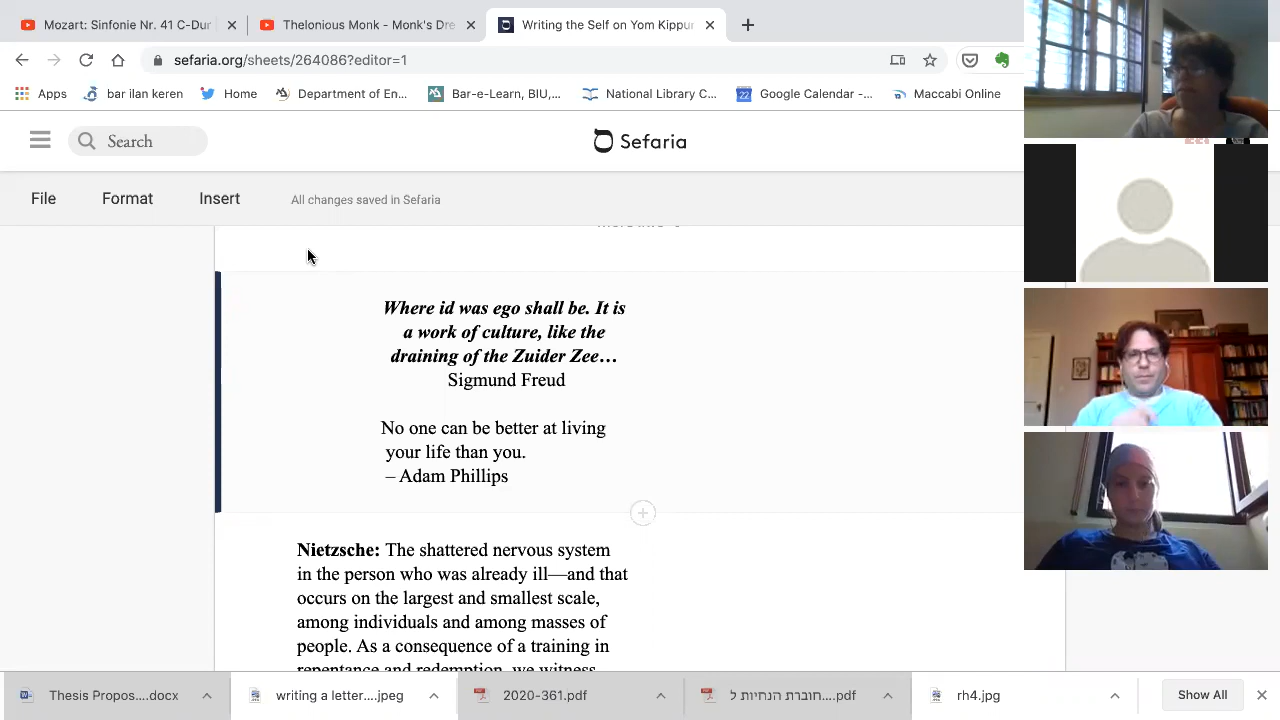 Mozart: Sinfonie Nr. 41 C-Dur
Thelonious Monk - Monk's Dre
Writing the Self on Yom Kippur
sefaria.org/sheets/264086?editor=1
Apps
bar ilan keren
Home
Department of En...
Bar-e-Learn, BIU,...
National Library C...
Google Calendar -...
Maccabi Online
Search
Sefaria
File
Format
Insert
All changes saved in Sefaria
Where id was ego shall be. It is
a work of culture, like the
draining of the Zuider Zee…
Sigmund Freud
No one can be better at living
your life than you.
– Adam Phillips
Nietzsche: The shattered nervous system
in the person who was already ill—and that
occurs on the largest and smallest scale,
among individuals and among masses of
people. As a consequence of a training in
repentance and redemption, we witness
Thesis Propos....docx
writing a letter....jpeg
2020-361.pdf
חוברת הנחיות ל....pdf
rh4.jpg
Show All